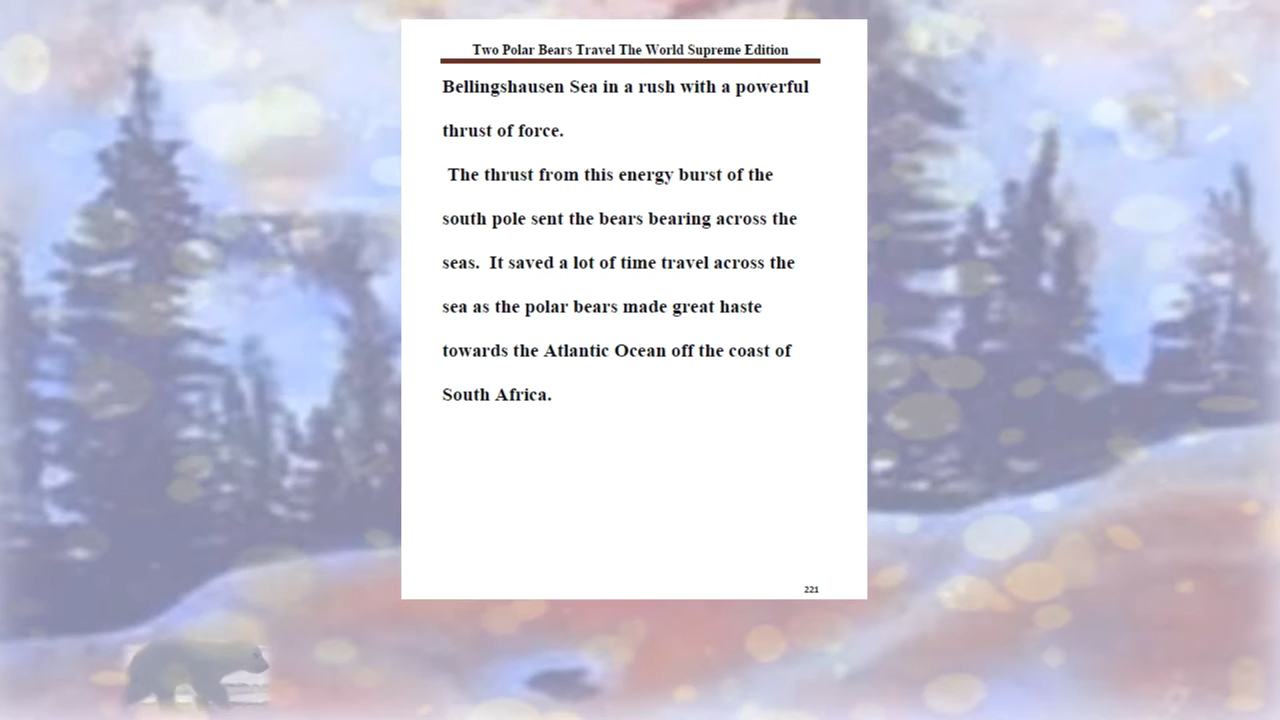 Two Polar Bears Travel The World Supreme Edition
Bellingshausen Sea in a rush with a powerful
thrust of force.
The thrust from this energy burst of the
south pole sent the bears bearing across the
seas.  It saved a lot of time travel across the
sea as the polar bears made great haste
towards the Atlantic Ocean off the coast of
South Africa.
221